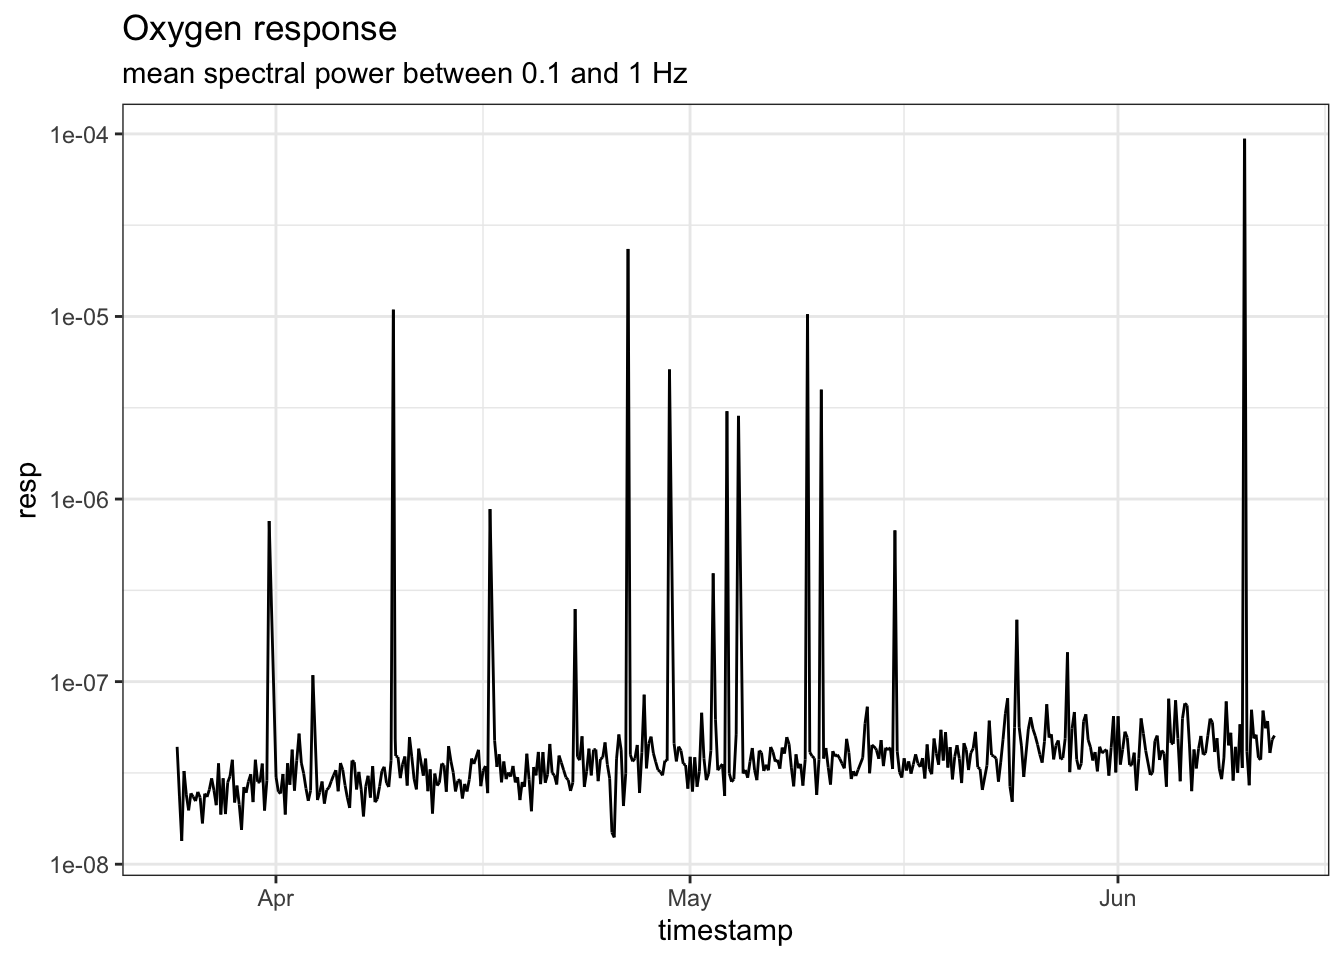 Oxygen response
mean spectral power between 0.1 and 1 Hz
1e-04
1e-05
resp
1e-06
1e-07
1e-08
Apr
May
Jun
timestamp